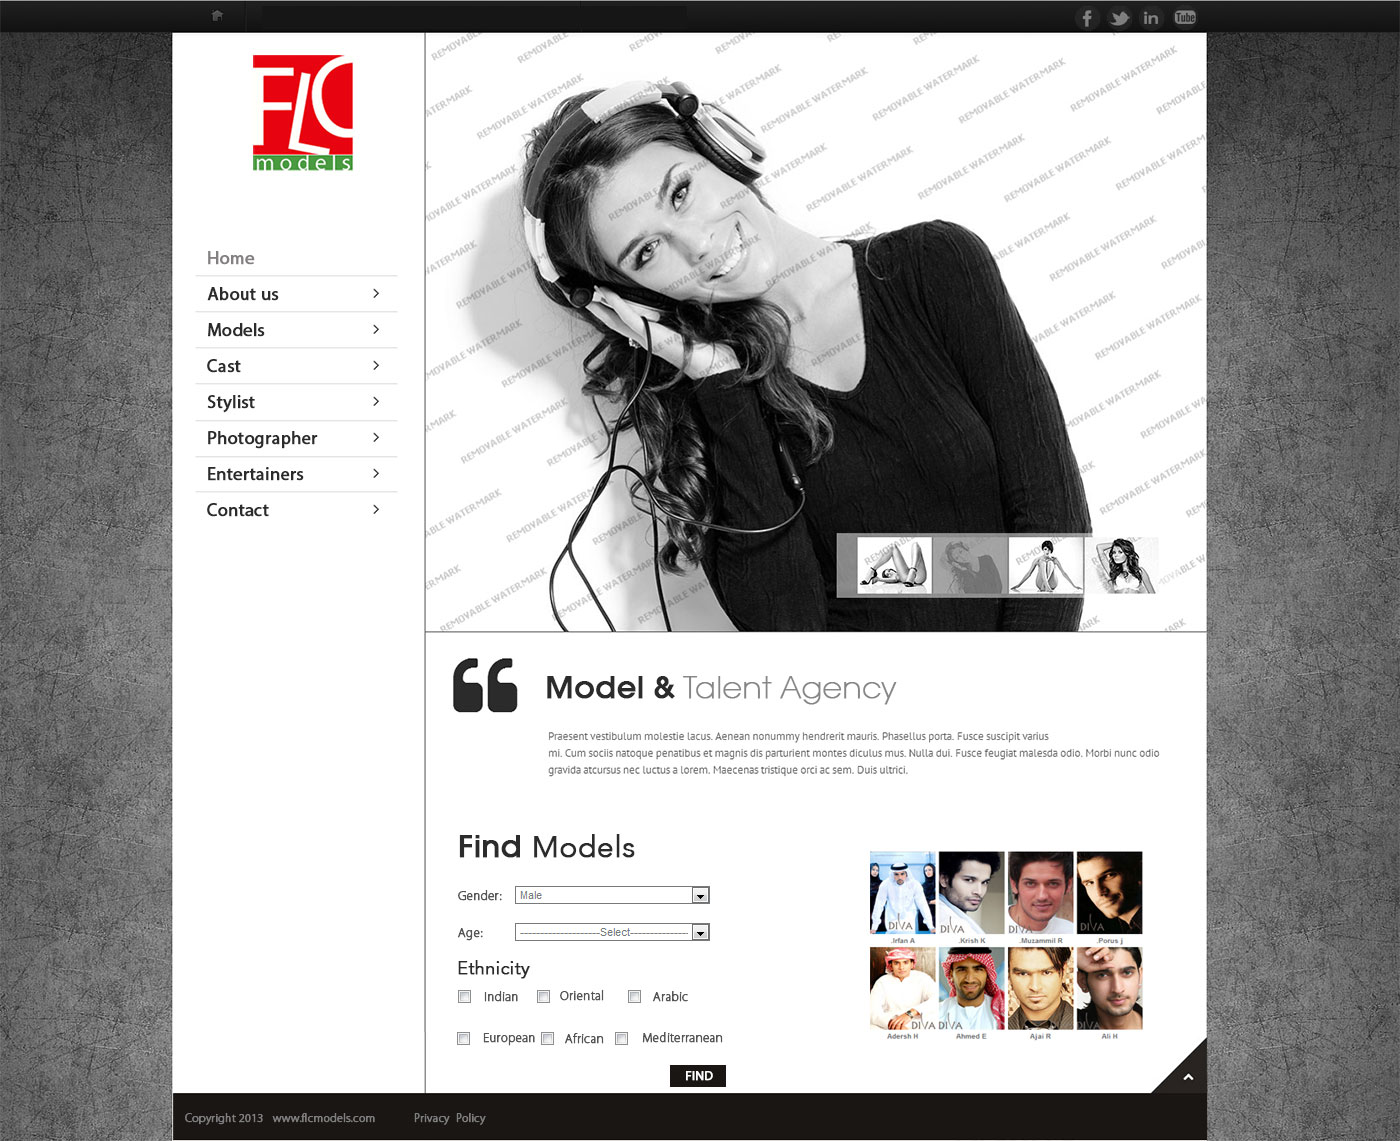 Tube
FLC
models
Home
About us
Models
Cast
Stylist
Photographer
Entertainers
Contact
REMOVABLE WATERMARK
Model & Talent Agency
Praesent vestibulum molestie lacus. Aenean nonummy hendrerit mauris. Phasellus porta. Fusce suscipit varius
mi. Cum sociis natoque penatibus et magnis dis parturient montes diculus mus. Nulla dui. Fusce feugiat malesda odio. Morbi nunc odio
gravida atcursus nec luctus a lorem. Maecenas tristique orci ac sem. Duis ultrici.
Find Models
Gender: Male
Age: ----------------------Select----------------
Ethnicity
Indian Oriental Arabic
European African Mediterranean
FIND
DIVA DIVA DIVA DIVA
.Irfan A .Krish K .Muzammil R .Porus j
DIVA DIVA DIVA DIVA
Adersh H Ahmed E Ajai R Ali H
Copyright 2013 www.flcmodels.com Privacy Policy